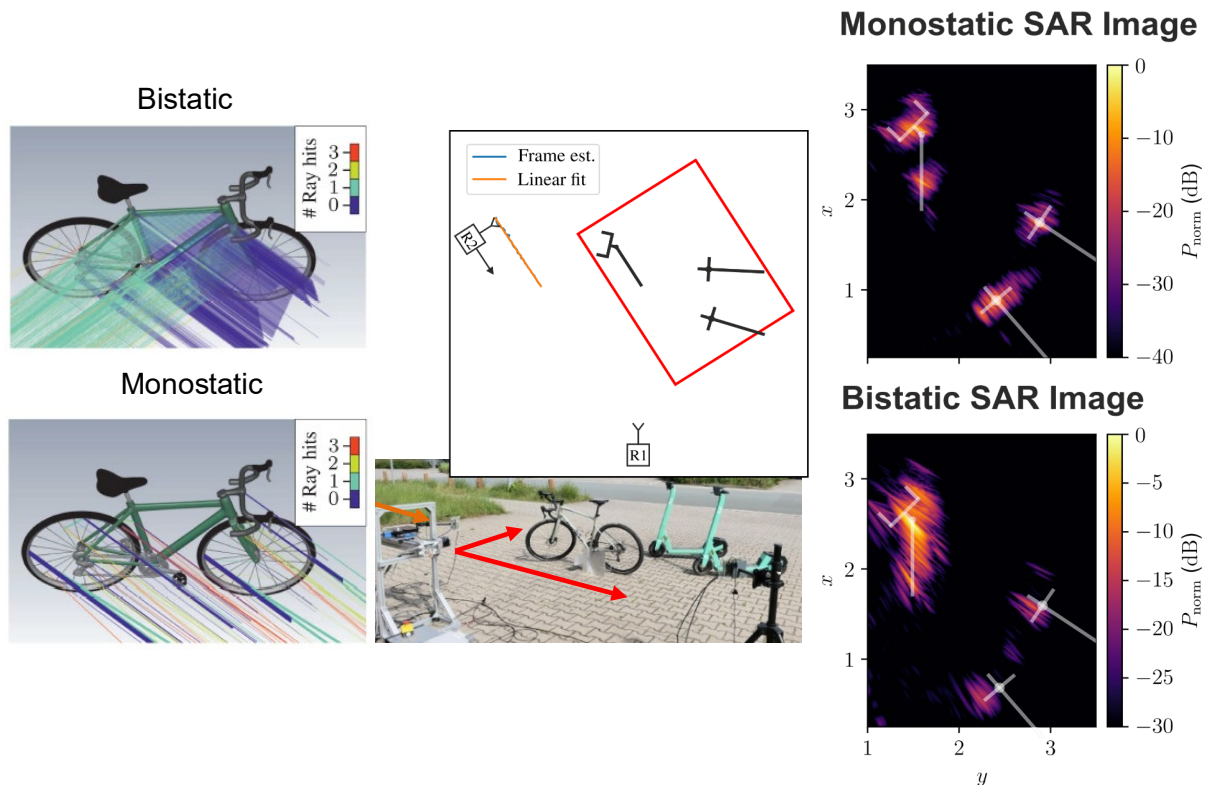 Monostatic SAR Image
Bistatic
# Ray hits
3
2
1
0
Monostatic
# Ray hits
3
2
1
0
Frame est.
Linear fit
R2
R1
3
2
1
x
0
−10
−20
−30
−40
P_norm (dB)
Bistatic SAR Image
3
2
1
x
1
2
3
y
0
−5
−10
−15
−20
−25
−30
P_norm (dB)